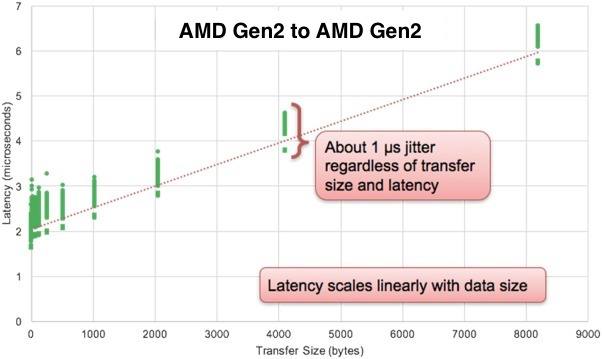 AMD Gen2 to AMD Gen2
7
6
5
4
3
2
1
0
Latency (microseconds)
About 1 µs jitter
regardless of transfer
size and latency
Latency scales linearly with data size
0 1000 2000 3000 4000 5000 6000 7000 8000 9000
Transfer Size (bytes)